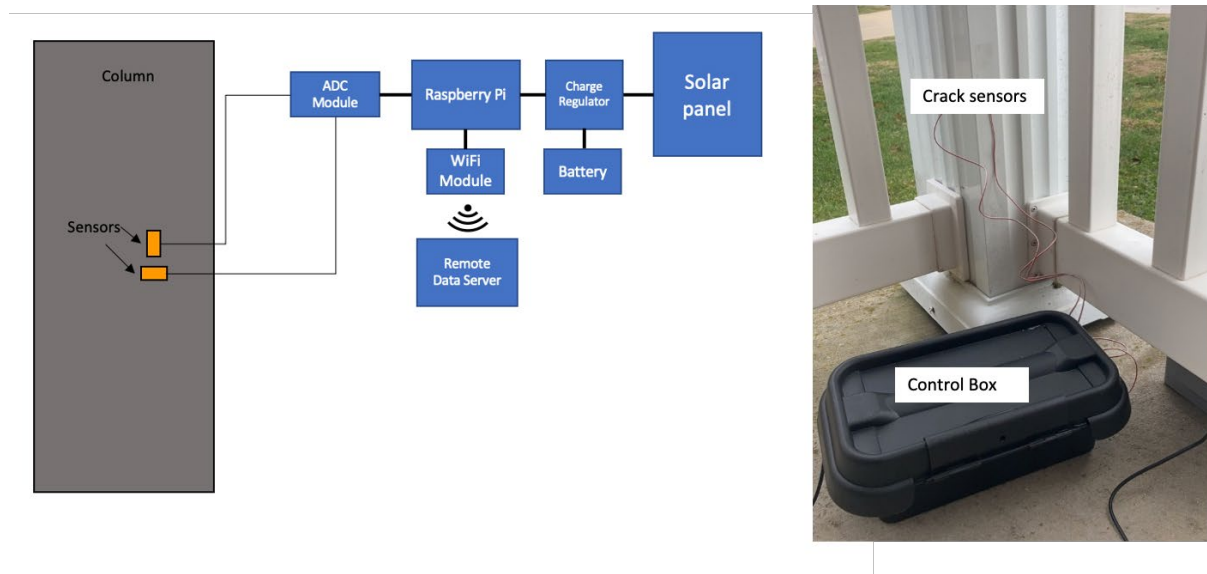 Column
Sensors
ADC
Module
Raspberry Pi
Charge
Regulator
Solar
panel
WiFi
Module
Battery
Remote
Data Server
Crack sensors
Control Box